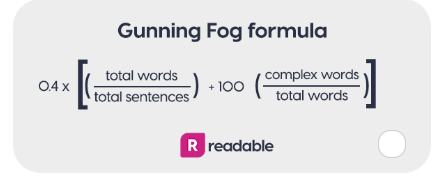 Gunning Fog formula
0.4 x [(total words / total sentences) + 100 (complex words / total words)]
R readable